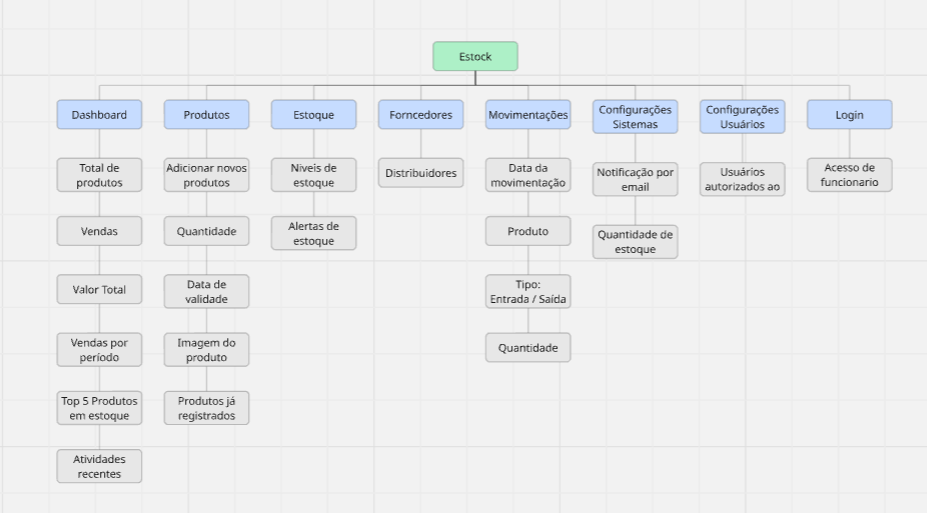 Estock
Dashboard
Produtos
Estoque
Forncedores
Movimentações
Configurações
Sistemas
Configurações
Usuários
Login
Total de
produtos
Adicionar novos
produtos
Niveis de
estoque
Distribuidores
Data da
movimentação
Notificação por
email
Usuários
autorizados ao
Acesso de
funcionario
Vendas
Quantidade
Alertas de
estoque
Produto
Quantidade de
estoque
Valor Total
Data de
validade
Tipo:
Entrada / Saída
Vendas por
período
Imagem do
produto
Quantidade
Top 5 Produtos
em estoque
Produtos já
registrados
Atividades
recentes